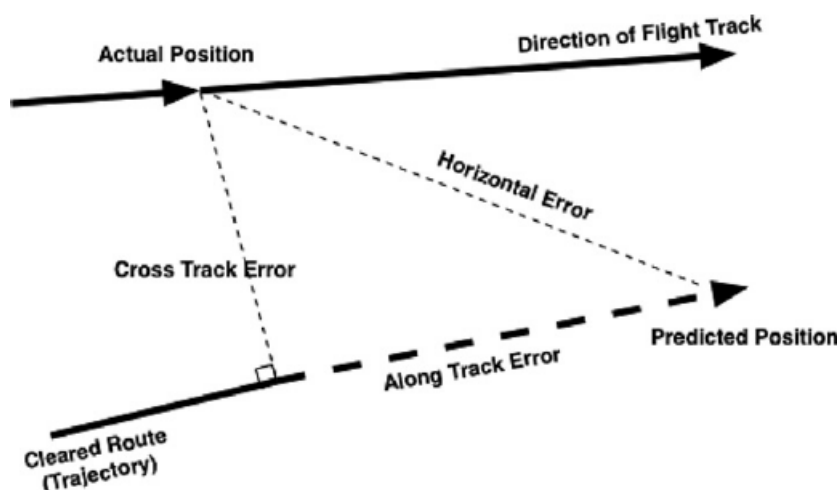 Actual Position
Direction of Flight Track
Horizontal Error
Cross Track Error
Predicted Position
Along Track Error
Cleared Route
(Trajectory)